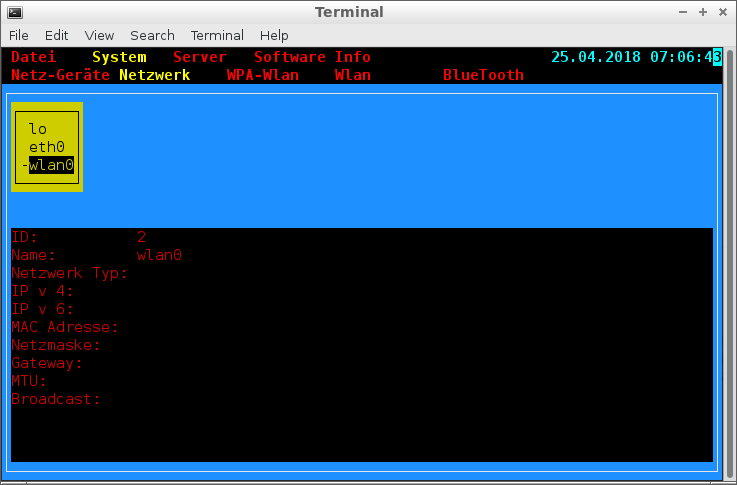 Terminal
File Edit View Search Terminal Help
Datei System Server Software Info 25.04.2018 07:06:43
Netz-Geräte Netzwerk WPA-Wlan Wlan BlueTooth
lo
eth0
-wlan0
ID: 2
Name: wlan0
Netzwerk Typ:
IP v 4:
IP v 6:
MAC Adresse:
Netzmaske:
Gateway:
MTU:
Broadcast: